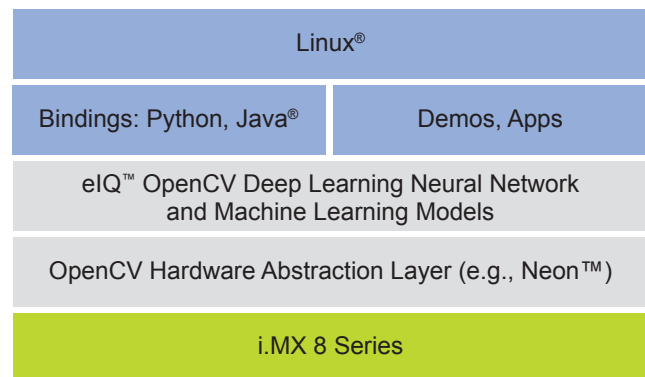 Linux®
Bindings: Python, Java®
Demos, Apps
eIQ™ OpenCV Deep Learning Neural Network
and Machine Learning Models
OpenCV Hardware Abstraction Layer (e.g., Neon™)
i.MX 8 Series